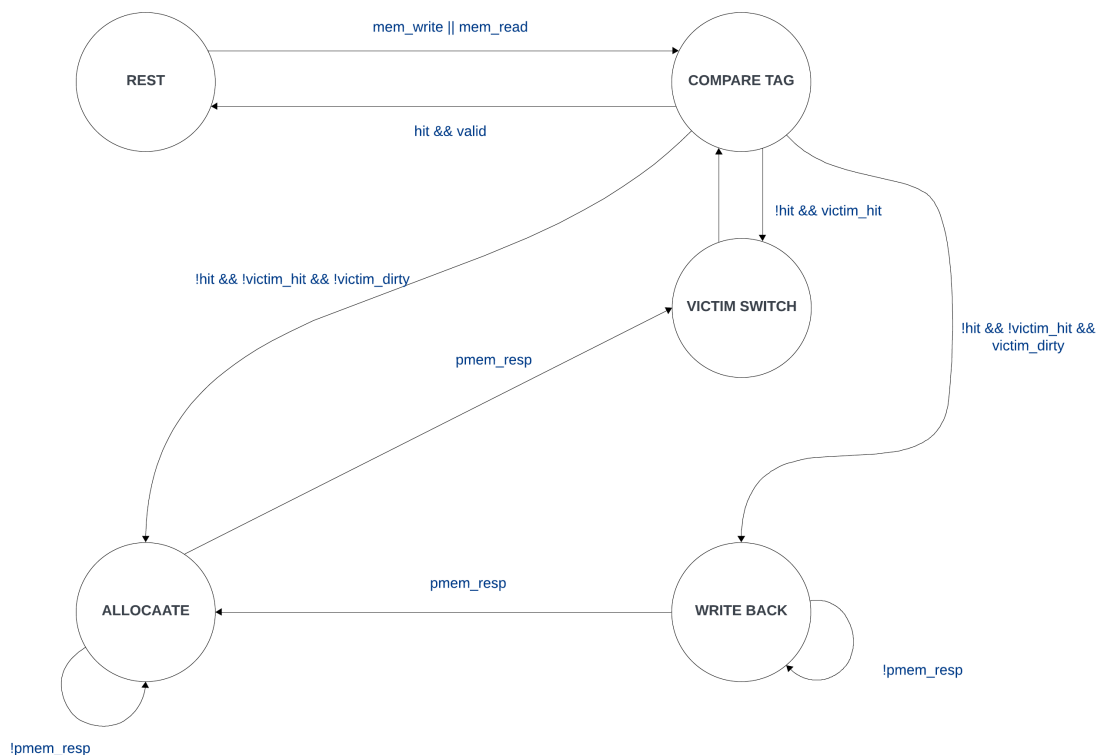 mem_write || mem_read
REST
COMPARE TAG
hit && valid
!hit && victim_hit
!hit && !victim_hit && !victim_dirty
VICTIM SWITCH
!hit && !victim_hit &&
victim_dirty
pmem_resp
pmem_resp
ALLOCAATE
WRITE BACK
!pmem_resp
!pmem_resp